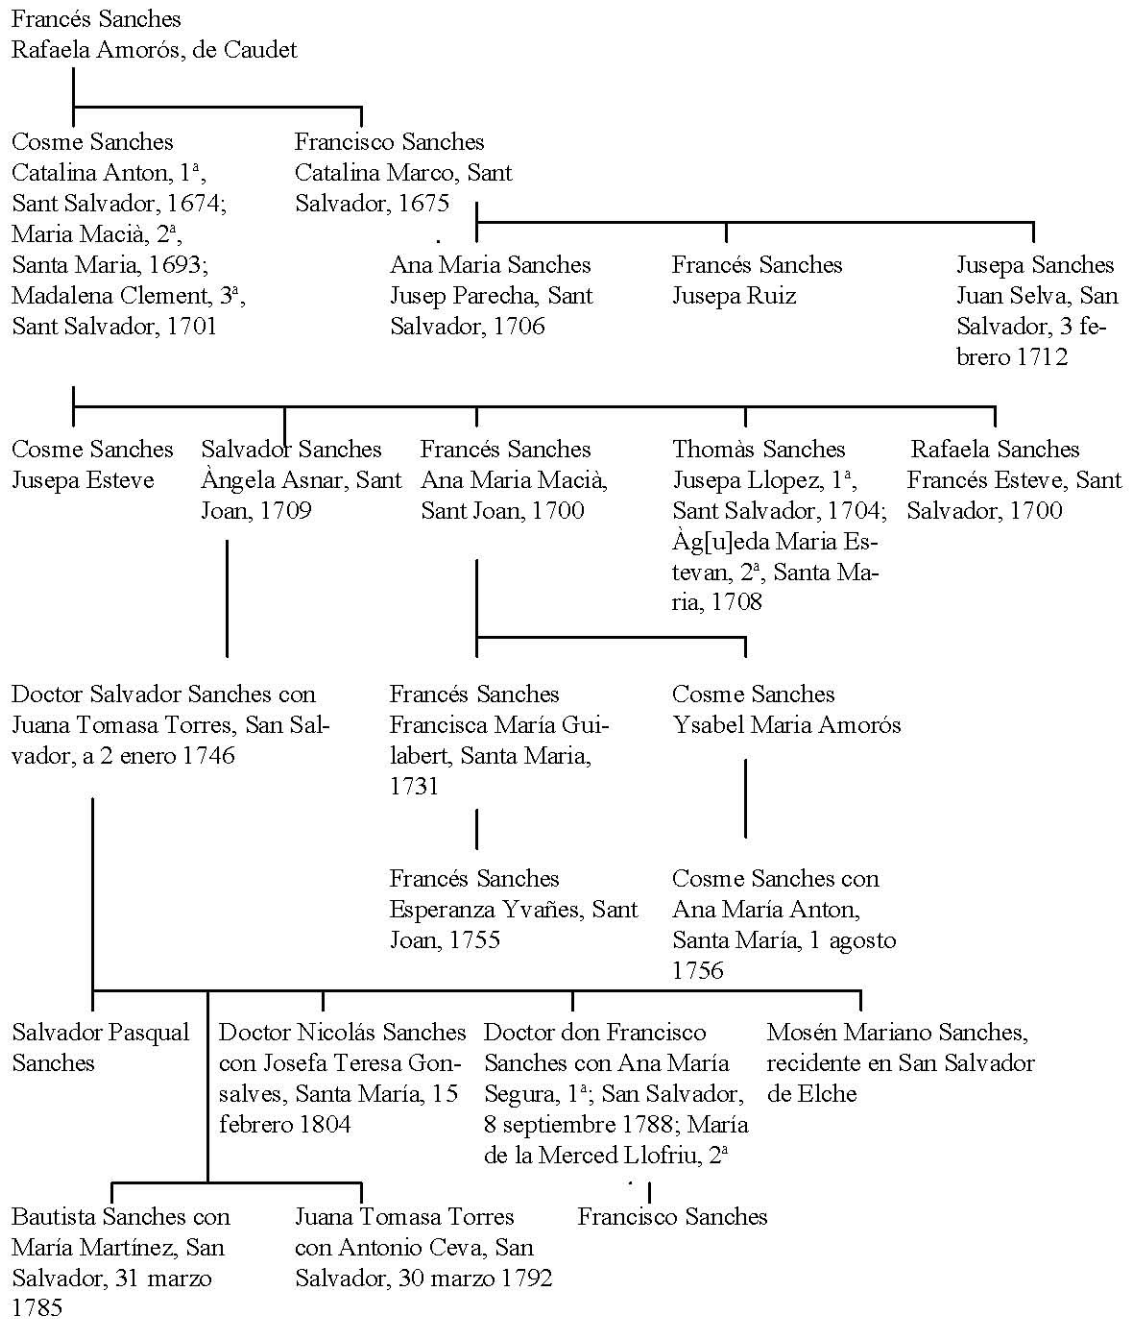 Francés Sanches
Rafaela Amorós, de Caudet
Cosme Sanches
Catalina Anton, 1ª,
Sant Salvador, 1674;
Maria Macià, 2ª,
Santa Maria, 1693;
Madalena Clement, 3ª,
Sant Salvador, 1701
Francisco Sanches
Catalina Marco, Sant
Salvador, 1675
Ana Maria Sanches
Jusep Parecha, Sant
Salvador, 1706
Francés Sanches
Jusepa Ruiz
Jusepa Sanches
Juan Selva, San
Salvador, 3 fe-
brero 1712
Cosme Sanches
Jusepa Esteve
Salvador Sanches
Àngela Asnar, Sant
Joan, 1709
Francés Sanches
Ana Maria Macià,
Sant Joan, 1700
Thomàs Sanches
Jusepa Llopez, 1ª,
Sant Salvador, 1704;
Àg[u]eda Maria Es-
tevan, 2ª, Santa Ma-
ria, 1708
Rafaela Sanches
Francés Esteve, Sant
Salvador, 1700
Doctor Salvador Sanches con
Juana Tomasa Torres, San Sal-
vador, a 2 enero 1746
Francés Sanches
Francisca María Gui-
labert, Santa Maria,
1731
Cosme Sanches
Ysabel Maria Amorós
Francés Sanches
Esperanza Yvañes, Sant
Joan, 1755
Cosme Sanches con
Ana María Anton,
Santa María, 1 agosto
1756
Salvador Pasqual
Sanches
Doctor Nicolás Sanches
con Josefa Teresa Gon-
salves, Santa María, 15
febrero 1804
Doctor don Francisco
Sanches con Ana María
Segura, 1ª; San Salvador,
8 septiembre 1788; María
de la Merced Llofriu, 2ª
Mosén Mariano Sanches,
recidente en San Salvador
de Elche
Bautista Sanches con
María Martínez, San
Salvador, 31 marzo
1785
Juana Tomasa Torres
con Antonio Ceva, San
Salvador, 30 marzo 1792
Francisco Sanches